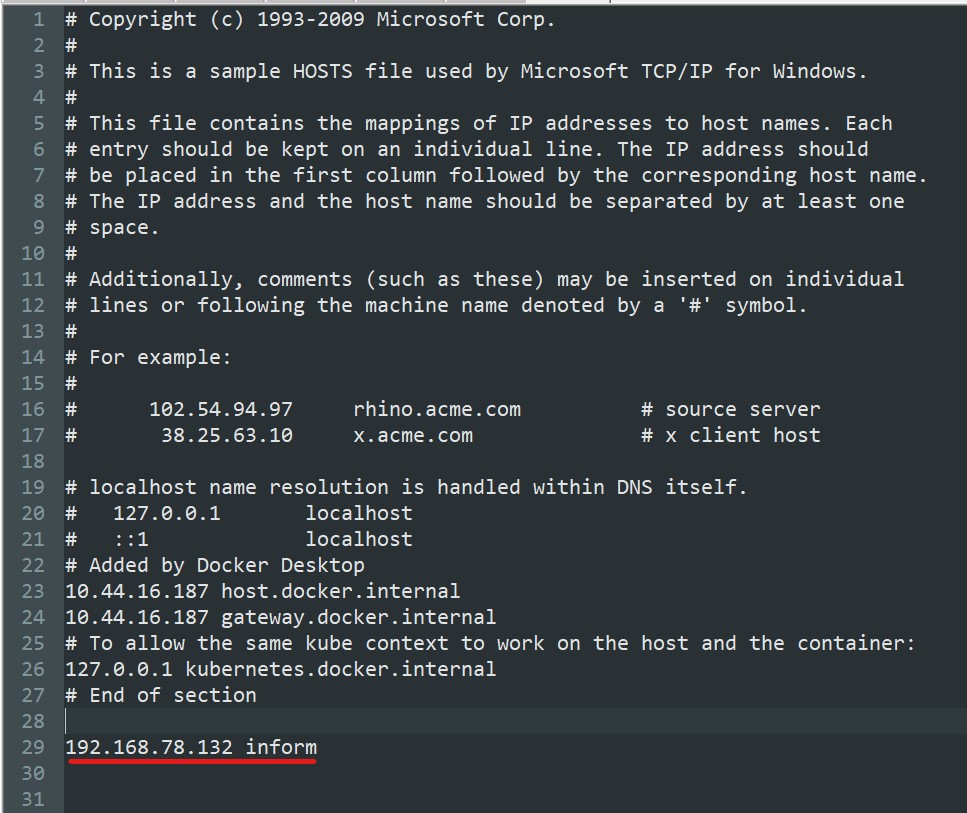 1 # Copyright (c) 1993-2009 Microsoft Corp.
2 #
3 # This is a sample HOSTS file used by Microsoft TCP/IP for Windows.
4 #
5 # This file contains the mappings of IP addresses to host names. Each
6 # entry should be kept on an individual line. The IP address should
7 # be placed in the first column followed by the corresponding host name.
8 # The IP address and the host name should be separated by at least one
9 # space.
10 #
11 # Additionally, comments (such as these) may be inserted on individual
12 # lines or following the machine name denoted by a '#' symbol.
13 #
14 # For example:
15 #
16 #      102.54.94.97     rhino.acme.com          # source server
17 #       38.25.63.10     x.acme.com              # x client host
18
19 # localhost name resolution is handled within DNS itself.
20 #   127.0.0.1       localhost
21 #   ::1             localhost
22 # Added by Docker Desktop
23 10.44.16.187 host.docker.internal
24 10.44.16.187 gateway.docker.internal
25 # To allow the same kube context to work on the host and the container:
26 127.0.0.1 kubernetes.docker.internal
27 # End of section
28
29 192.168.78.132 inform
30
31